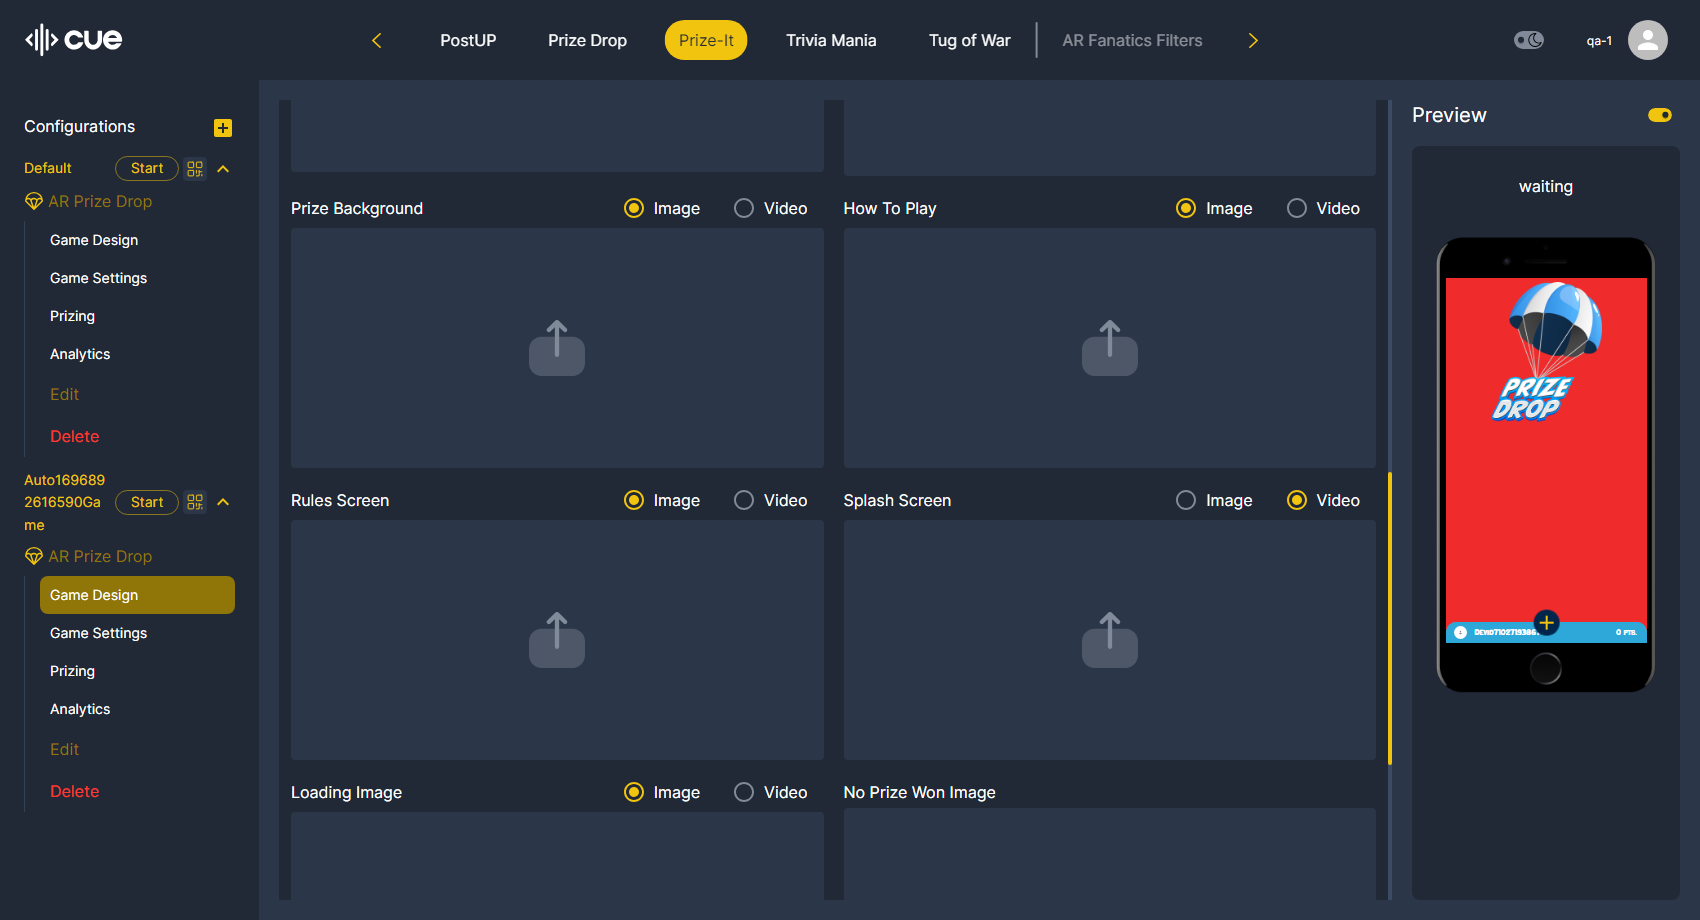 cue
PostUP
Prize Drop
Prize-It
Trivia Mania
Tug of War
AR Fanatics Filters
qa-1
Configurations
Default
Start
AR Prize Drop
Game Design
Game Settings
Prizing
Analytics
Edit
Delete
Auto169689
2616590Ga
me
Start
AR Prize Drop
Game Design
Game Settings
Prizing
Analytics
Edit
Delete
Prize Background
Image
Video
How To Play
Image
Video
Rules Screen
Image
Video
Splash Screen
Image
Video
Loading Image
Image
Video
No Prize Won Image
Preview
waiting
PRIZE
DROP
0 PTS.